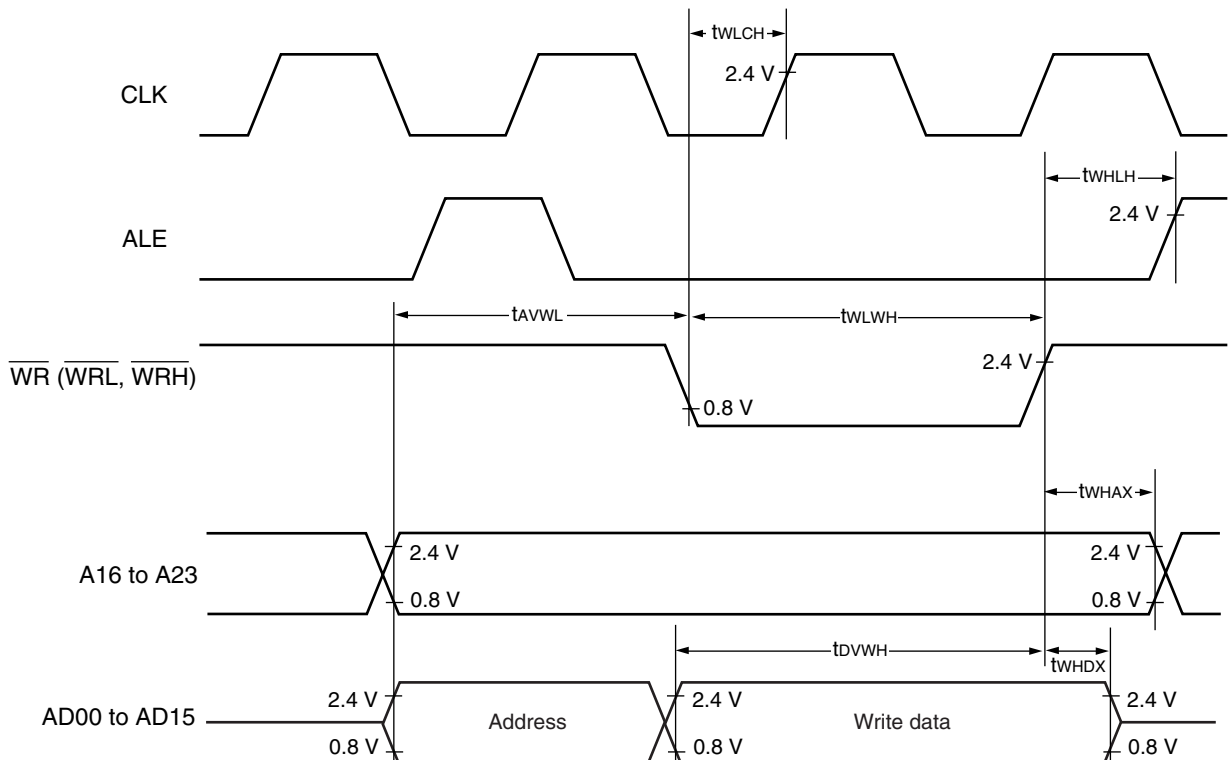 tWLCH
2.4 V
CLK
tWHLH
2.4 V
ALE
tAVWL
tWLWH
WR (WRL, WRH)
2.4 V
0.8 V
tWHAX
2.4 V
2.4 V
A16 to A23
0.8 V
0.8 V
tDVWH
tWHDX
2.4 V
2.4 V
2.4 V
AD00 to AD15
Address
Write data
0.8 V
0.8 V
0.8 V